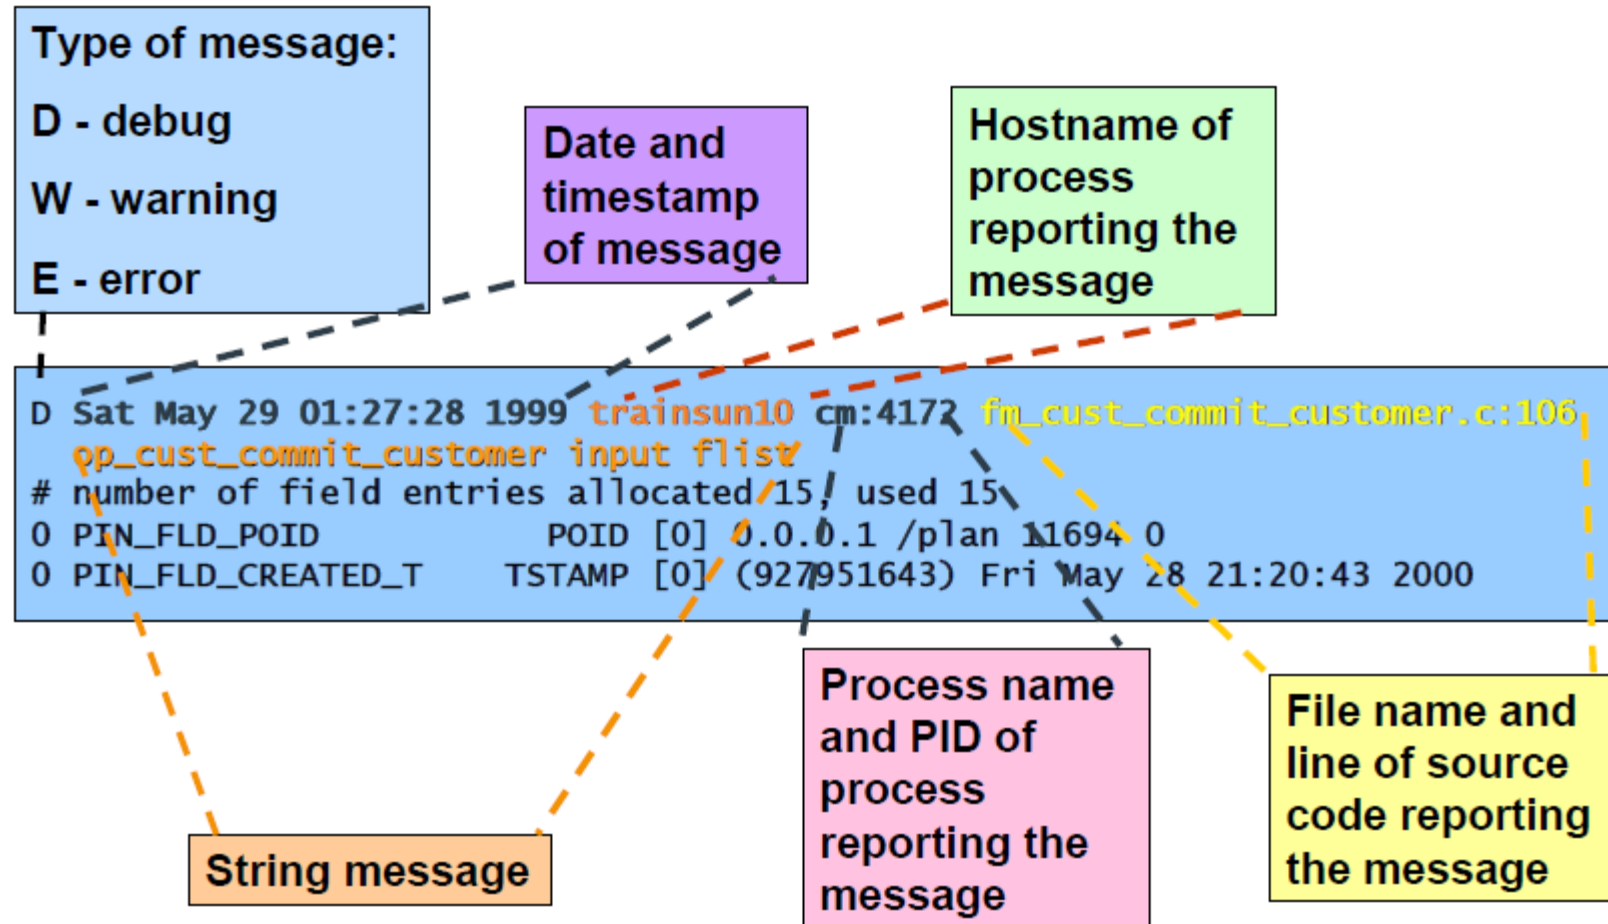 Type of message:
D - debug
W - warning
E - error
Date and
timestamp
of message
Hostname of
process
reporting the
message
D Sat May 29 01:27:28 1999 trainsun10 cm:4172 fm_cust_commit_customer.c:106
op_cust_commit_customer input flist
# number of field entries allocated 15, used 15
0 PIN_FLD_POID POID [0] 0.0.0.1 /plan 11694 0
0 PIN_FLD_CREATED_T TSTAMP [0] (927951643) Fri May 28 21:20:43 2000
String message
Process name
and PID of
process
reporting the
message
File name and
line of source
code reporting
the message